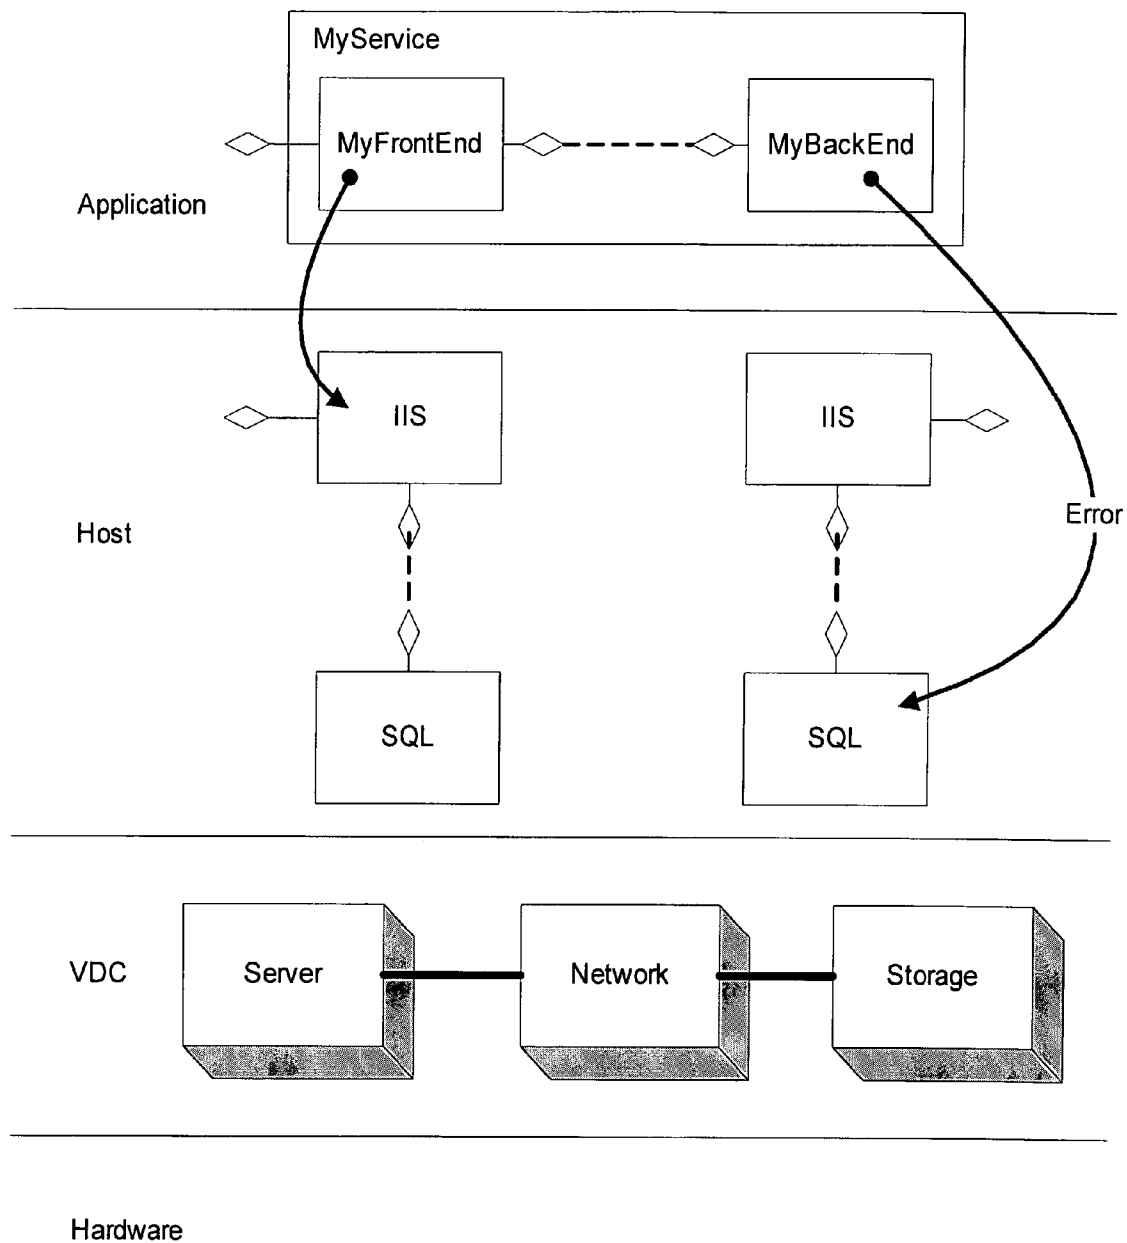 MyService
MyFrontEnd
MyBackEnd
Application
IIS
IIS
Host
Error
SQL
SQL
VDC
Server
Network
Storage
Hardware